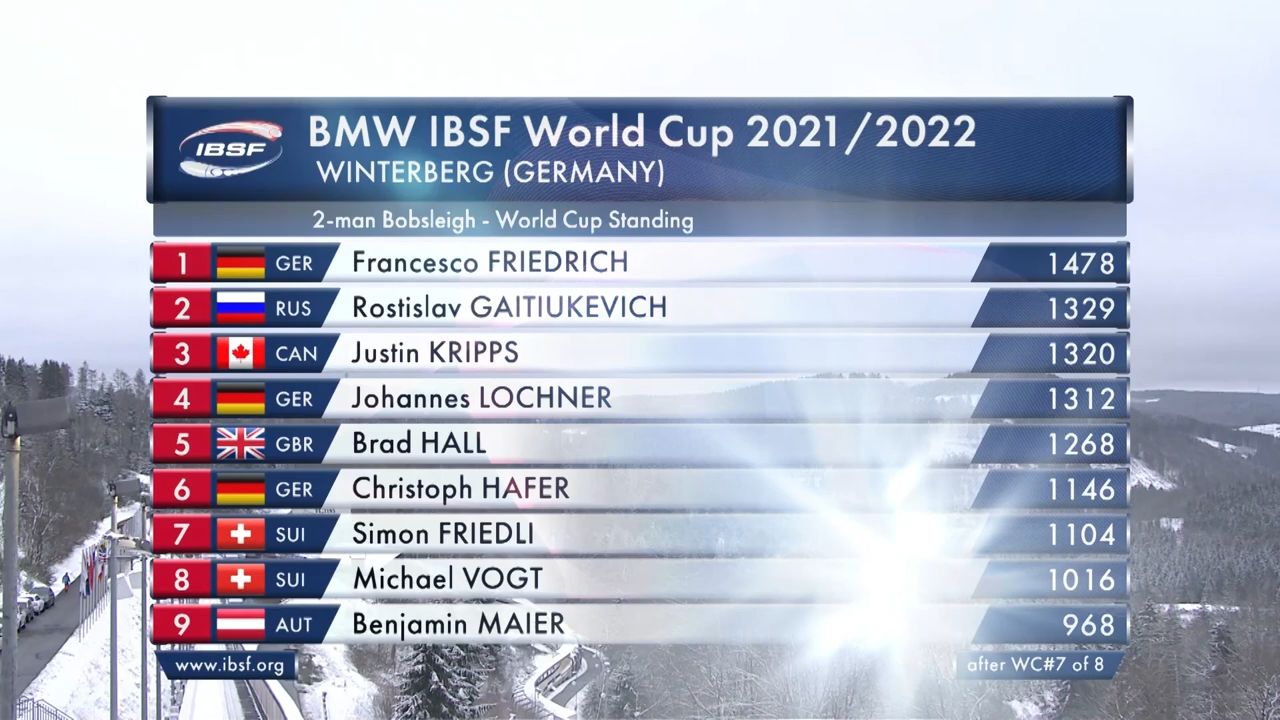 IBSF
BMW IBSF World Cup 2021/2022
WINTERBERG (GERMANY)
2-man Bobsleigh - World Cup Standing
1 GER Francesco FRIEDRICH 1478
2 RUS Rostislav GAITIUKEVICH 1329
3 CAN Justin KRIPPS 1320
4 GER Johannes LOCHNER 1312
5 GBR Brad HALL 1268
6 GER Christoph HAFER 1146
7 SUI Simon FRIEDLI 1104
8 SUI Michael VOGT 1016
9 AUT Benjamin MAIER 968
www.ibsf.org after WC#7 of 8